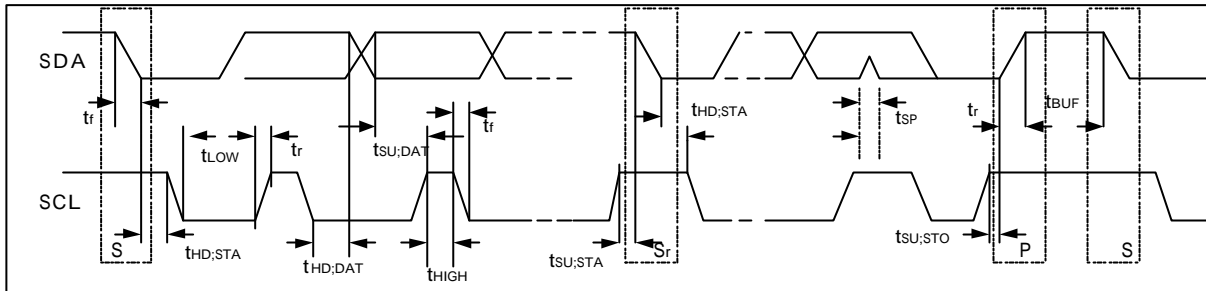 SDA
tf
tLOW
tr
tSU;DAT
tf
tHD;STA
tSP
tr
tBUF
SCL
S
tHD;STA
tHD;DAT
tHIGH
tSU;STA
Sr
tSU;STO
P
S